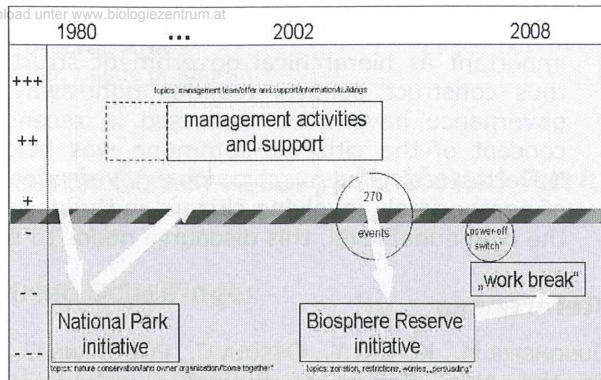 nload unter www.biologiezentrum.at
1980 ... 2002 2008
+++
topics: management team/offer and support/information/buildings
++
management activities
and support
+
270
events
-
"power-off
switch"
--
„work break"
National Park
initiative
Biosphere Reserve
initiative
---
topics: nature conservation/land owner organisation/"come together"
topics: zonation, restrictions, worries, „persuading"